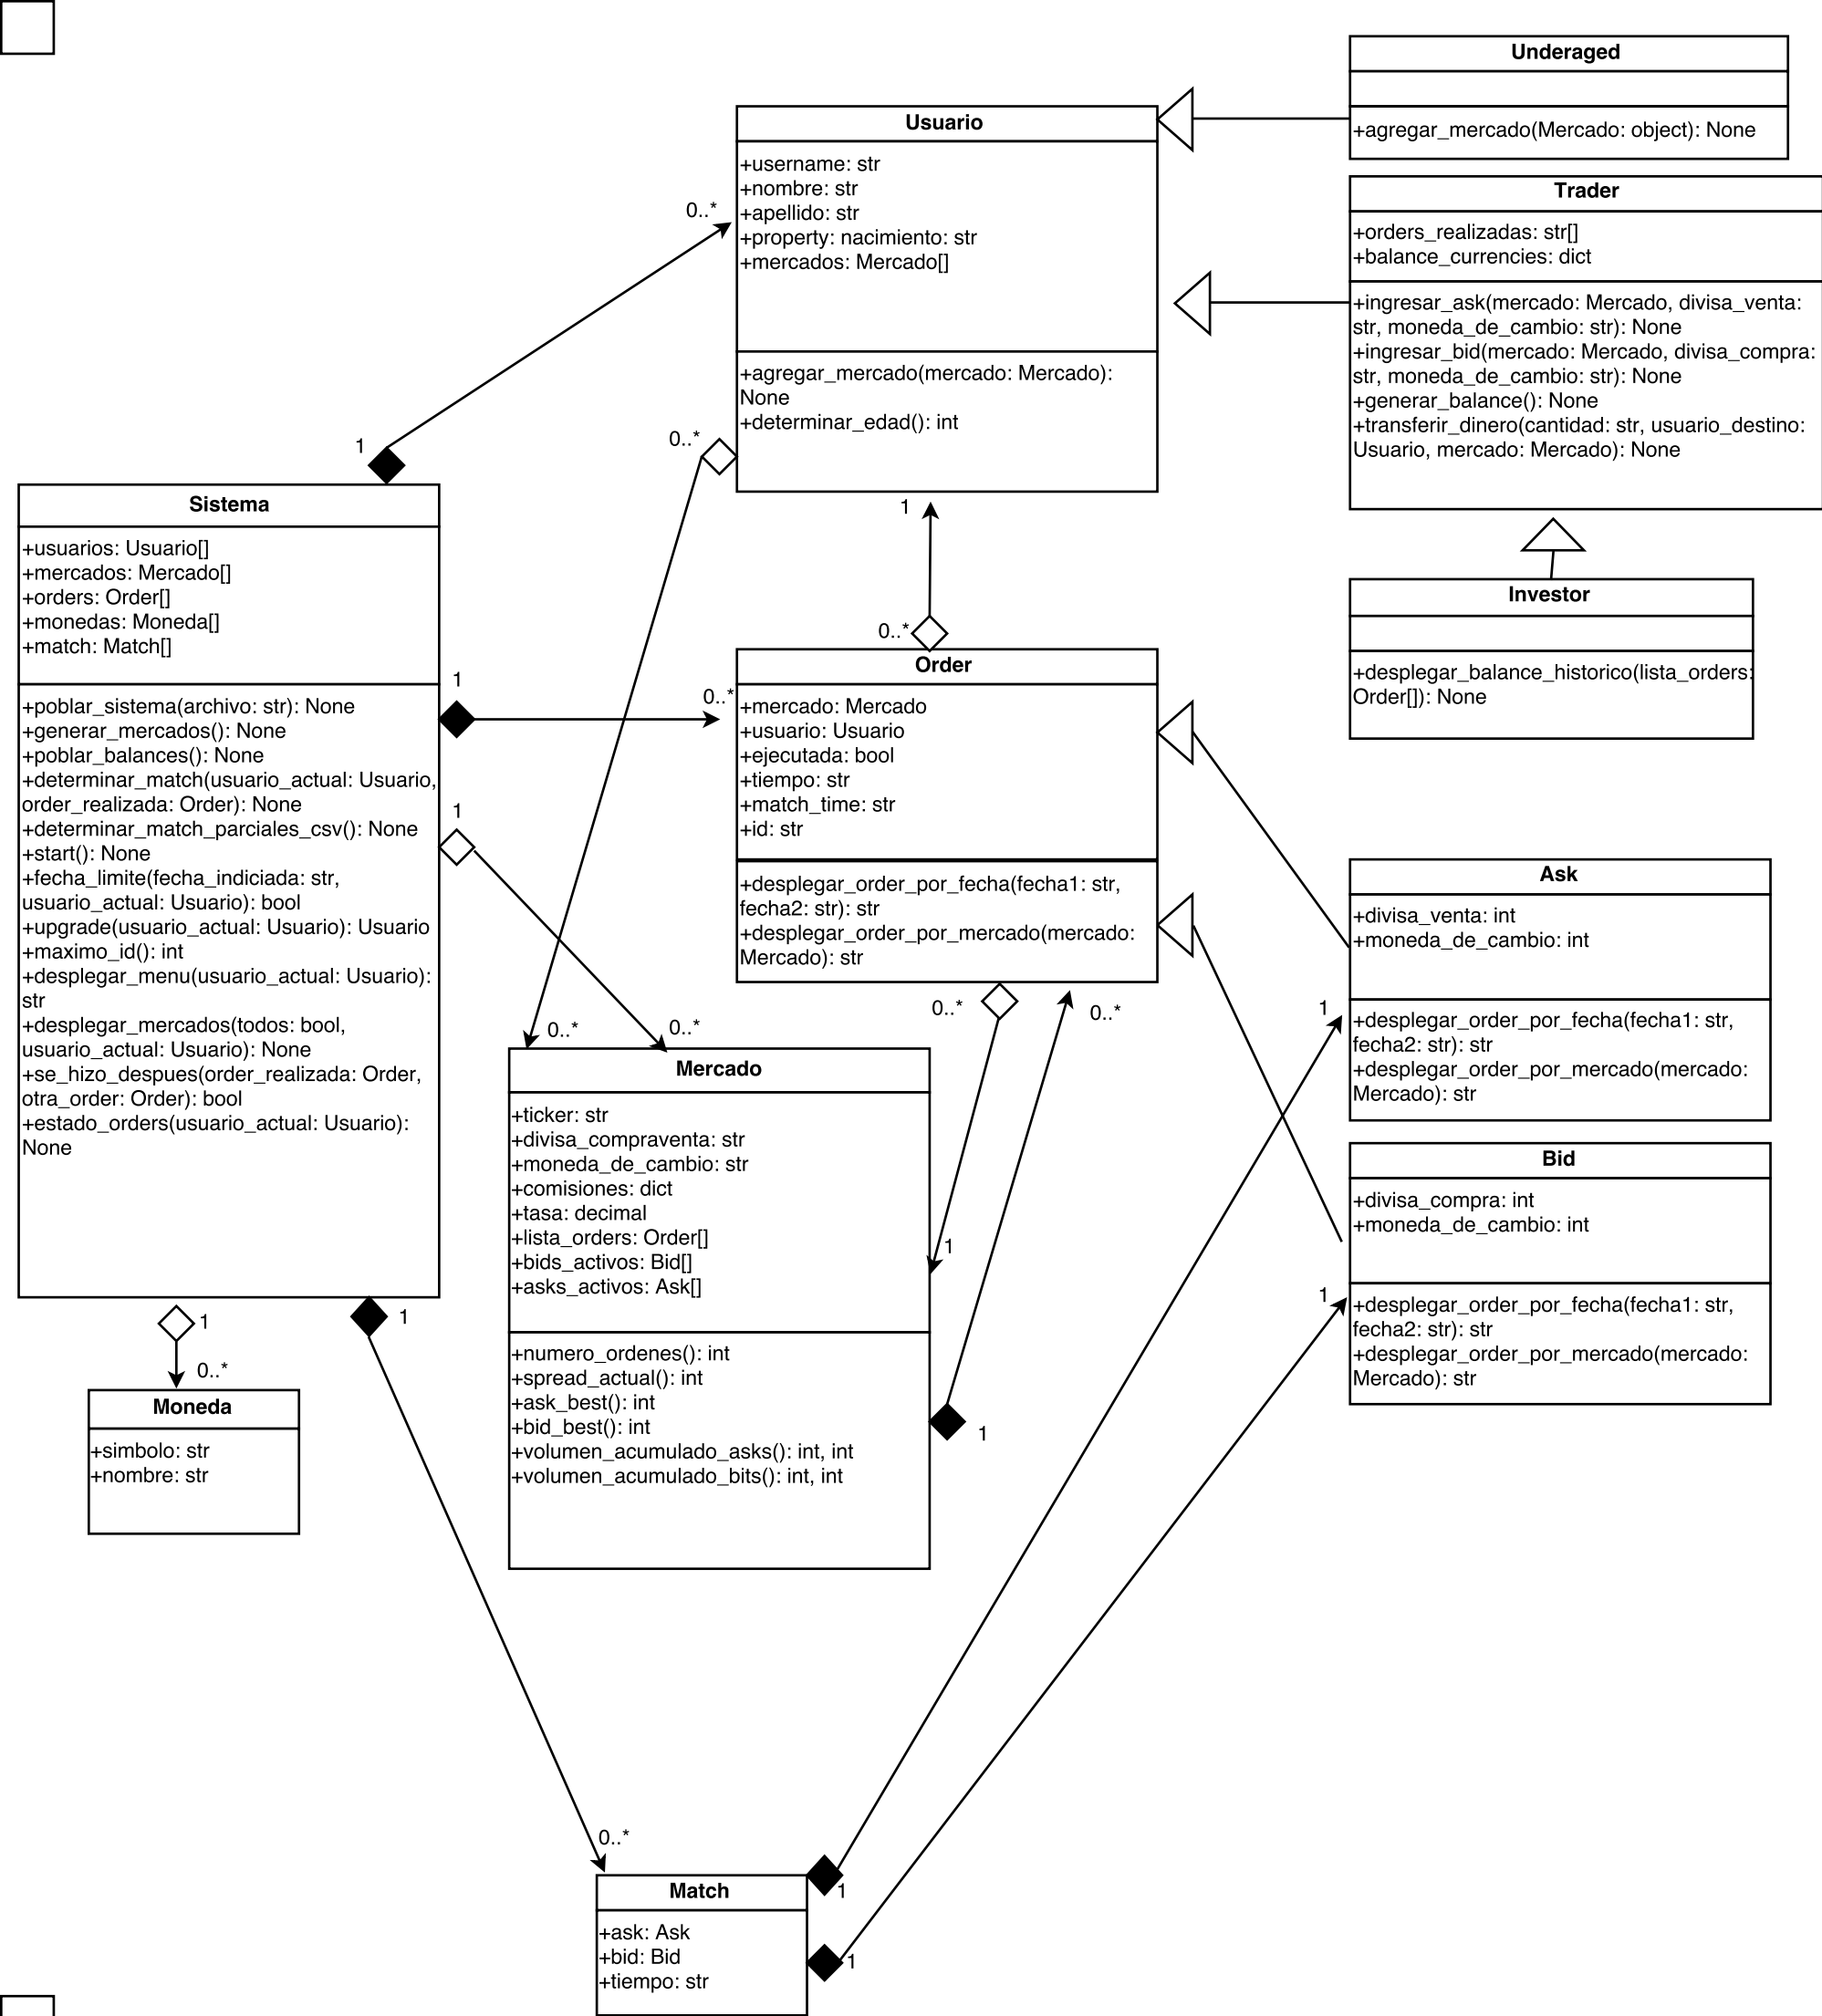 Underaged
+agregar_mercado(Mercado: object): None
Usuario
+username: str
+nombre: str
+apellido: str
+property: nacimiento: str
+mercados: Mercado[]
+agregar_mercado(mercado: Mercado):
None
+determinar_edad(): int
Trader
+orders_realizadas: str[]
+balance_currencies: dict
+ingresar_ask(mercado: Mercado, divisa_venta:
str, moneda_de_cambio: str): None
+ingresar_bid(mercado: Mercado, divisa_compra:
str, moneda_de_cambio: str): None
+generar_balance(): None
+transferir_dinero(cantidad: str, usuario_destino:
Usuario, mercado: Mercado): None
Investor
+desplegar_balance_historico(lista_orders:
Order[]): None
0..*
1
0..*
1
0..*
Sistema
+usuarios: Usuario[]
+mercados: Mercado[]
+orders: Order[]
+monedas: Moneda[]
+match: Match[]
+poblar_sistema(archivo: str): None
+generar_mercados(): None
+poblar_balances(): None
+determinar_match(usuario_actual: Usuario,
order_realizada: Order): None
+determinar_match_parciales_csv(): None
+start(): None
+fecha_limite(fecha_indiciada: str,
usuario_actual: Usuario): bool
+upgrade(usuario_actual: Usuario): Usuario
+maximo_id(): int
+desplegar_menu(usuario_actual: Usuario):
str
+desplegar_mercados(todos: bool,
usuario_actual: Usuario): None
+se_hizo_despues(order_realizada: Order,
otra_order: Order): bool
+estado_orders(usuario_actual: Usuario):
None
1
0..*
1
Order
+mercado: Mercado
+usuario: Usuario
+ejecutada: bool
+tiempo: str
+match_time: str
+id: str
+desplegar_order_por_fecha(fecha1: str,
fecha2: str): str
+desplegar_order_por_mercado(mercado:
Mercado): str
Ask
+divisa_venta: int
+moneda_de_cambio: int
+desplegar_order_por_fecha(fecha1: str,
fecha2: str): str
+desplegar_order_por_mercado(mercado:
Mercado): str
0..*
0..*
1
0..*
0..*
Mercado
+ticker: str
+divisa_compraventa: str
+moneda_de_cambio: str
+comisiones: dict
+tasa: decimal
+lista_orders: Order[]
+bids_activos: Bid[]
+asks_activos: Ask[]
+numero_ordenes(): int
+spread_actual(): int
+ask_best(): int
+bid_best(): int
+volumen_acumulado_asks(): int, int
+volumen_acumulado_bits(): int, int
Bid
+divisa_compra: int
+moneda_de_cambio: int
+desplegar_order_por_fecha(fecha1: str,
fecha2: str): str
+desplegar_order_por_mercado(mercado:
Mercado): str
1
1
1
1
1
0..*
Moneda
+simbolo: str
+nombre: str
0..*
Match
+ask: Ask
+bid: Bid
+tiempo: str
1
1